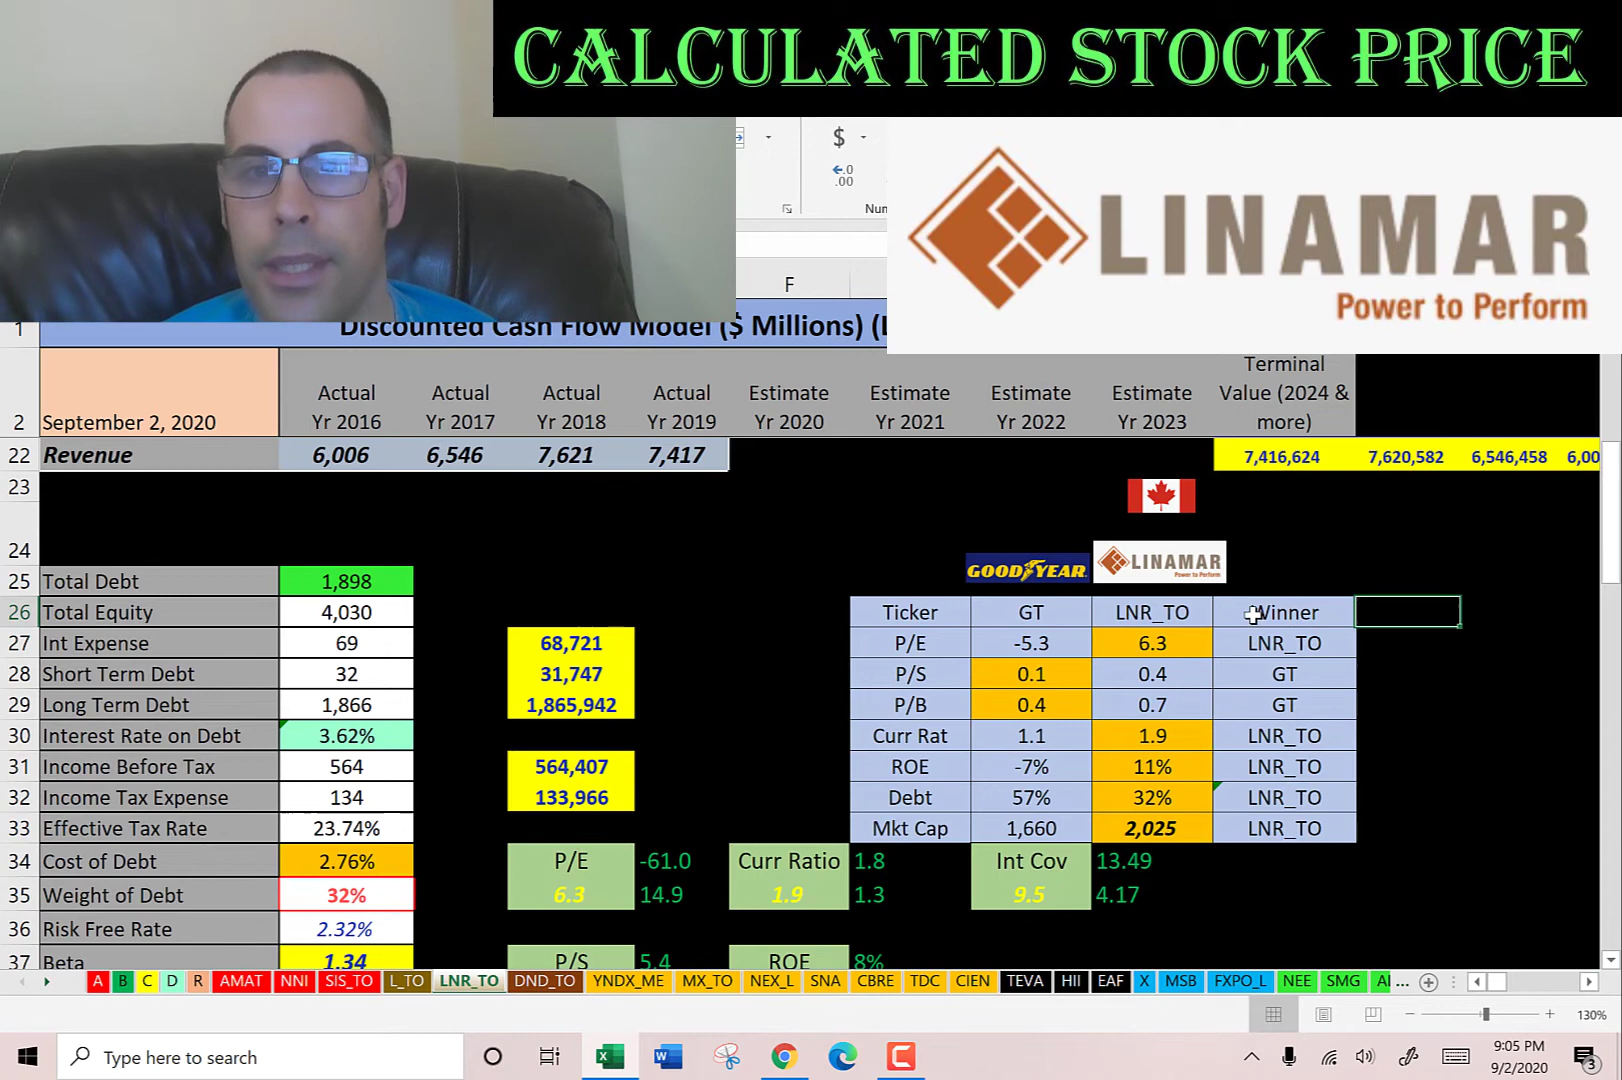 CALCULATED STOCK PRICE
$
←.0
.00
Num
LINAMAR
Power to Perform
F
1 Discounted Cash Flow Model ($ Millions) (L
2 September 2, 2020 Actual Yr 2016 Actual Yr 2017 Actual Yr 2018 Actual Yr 2019 Estimate Yr 2020 Estimate Yr 2021 Estimate Yr 2022 Estimate Yr 2023 Terminal Value (2024 & more)
22 Revenue 6,006 6,546 7,621 7,417 7,416,624 7,620,582 6,546,458 6,00
23
24
GOODYEAR LINAMAR
Power to Perform
25 Total Debt 1,898
26 Total Equity 4,030 Ticker GT LNR_TO Winner
27 Int Expense 69 68,721 P/E -5.3 6.3 LNR_TO
28 Short Term Debt 32 31,747 P/S 0.1 0.4 GT
29 Long Term Debt 1,866 1,865,942 P/B 0.4 0.7 GT
30 Interest Rate on Debt 3.62% Curr Rat 1.1 1.9 LNR_TO
31 Income Before Tax 564 564,407 ROE -7% 11% LNR_TO
32 Income Tax Expense 134 133,966 Debt 57% 32% LNR_TO
33 Effective Tax Rate 23.74% Mkt Cap 1,660 2,025 LNR_TO
34 Cost of Debt 2.76% P/E -61.0 Curr Ratio 1.8 Int Cov 13.49
35 Weight of Debt 32% 6.3 14.9 1.9 1.3 9.5 4.17
36 Risk Free Rate 2.32%
37 Beta 1.34 P/S 5.4 ROE 8%
A B C D R AMAT NNI SIS_TO L_TO LNR_TO DND_TO YNDX_ME MX_TO NEX_L SNA CBRE TDC CIEN TEVA HII EAF X MSB FXPO_L NEE SMG ...
130%
Type here to search
9:05 PM
9/2/2020
3